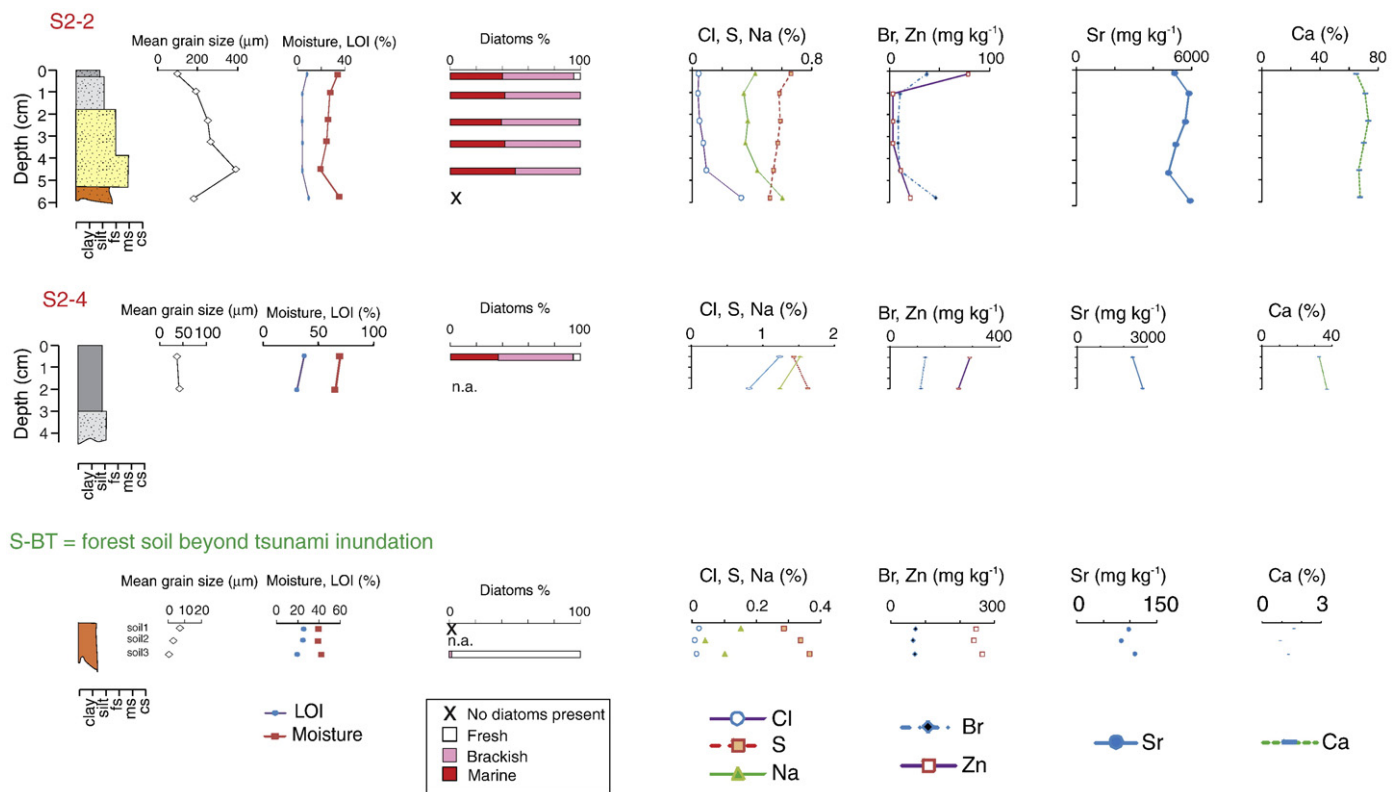 S2-2
Mean grain size (μm)
0 200 400
Moisture, LOI (%)
0 20 40
Diatoms %
0 100
Cl, S, Na (%)
0 0.8
Br, Zn (mg kg-1)
0 100
Sr (mg kg-1)
0 6000
Ca (%)
0 40 80
Depth (cm)
0
1
2
3
4
5
6
X
clay
silt
fs
ms
cs
S2-4
Mean grain size (μm)
0 50 100
Moisture, LOI (%)
0 50 100
Diatoms %
0 100
Cl, S, Na (%)
0 1 2
Br, Zn (mg kg-1)
0 200 400
Sr (mg kg-1)
0 3000
Ca (%)
0 40
Depth (cm)
0
1
2
3
4
n.a.
clay
silt
fs
ms
cs
S-BT = forest soil beyond tsunami inundation
Mean grain size (μm)
0 10 20
Moisture, LOI (%)
0 20 40 60
Diatoms %
0 100
Cl, S, Na (%)
0 0.2 0.4
Br, Zn (mg kg-1)
0 300
Sr (mg kg-1)
0 150
Ca (%)
0 3
soil1
soil2
soil3
X
n.a.
clay
silt
fs
ms
cs
LOI
Moisture
X No diatoms present
Fresh
Brackish
Marine
Cl
S
Na
Br
Zn
Sr
Ca